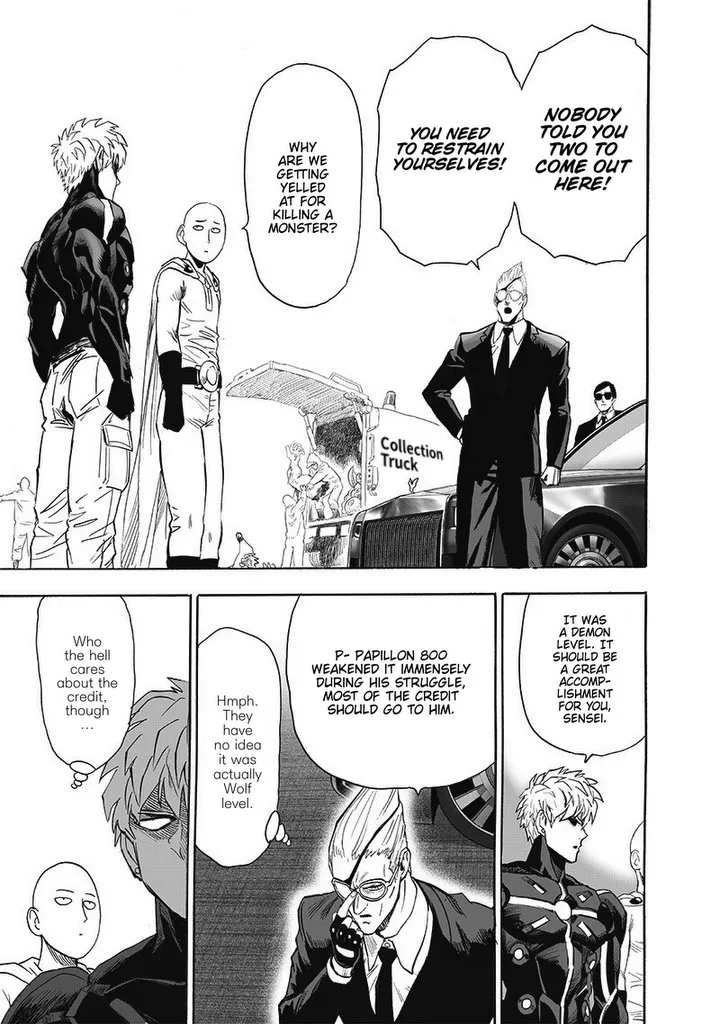 NOBODY
TOLD YOU
TWO TO
COME OUT
HERE!
YOU NEED
TO RESTRAIN
YOURSELVES!
WHY
ARE WE
GETTING
YELLED
AT FOR
KILLING A
MONSTER?
Collection
Truck
IT WAS
A DEMON
LEVEL. IT
SHOULD BE
A GREAT
ACCOMP-
LISHMENT
FOR YOU,
SENSEI.
P- PAPILLON 800
WEAKENED IT IMMENSELY
DURING HIS STRUGGLE,
MOST OF THE CREDIT
SHOULD GO TO HIM.
Hmph.
They
have
no idea
it was
actually
Wolf
level.
Who
the hell
cares
about the
credit,
though
...